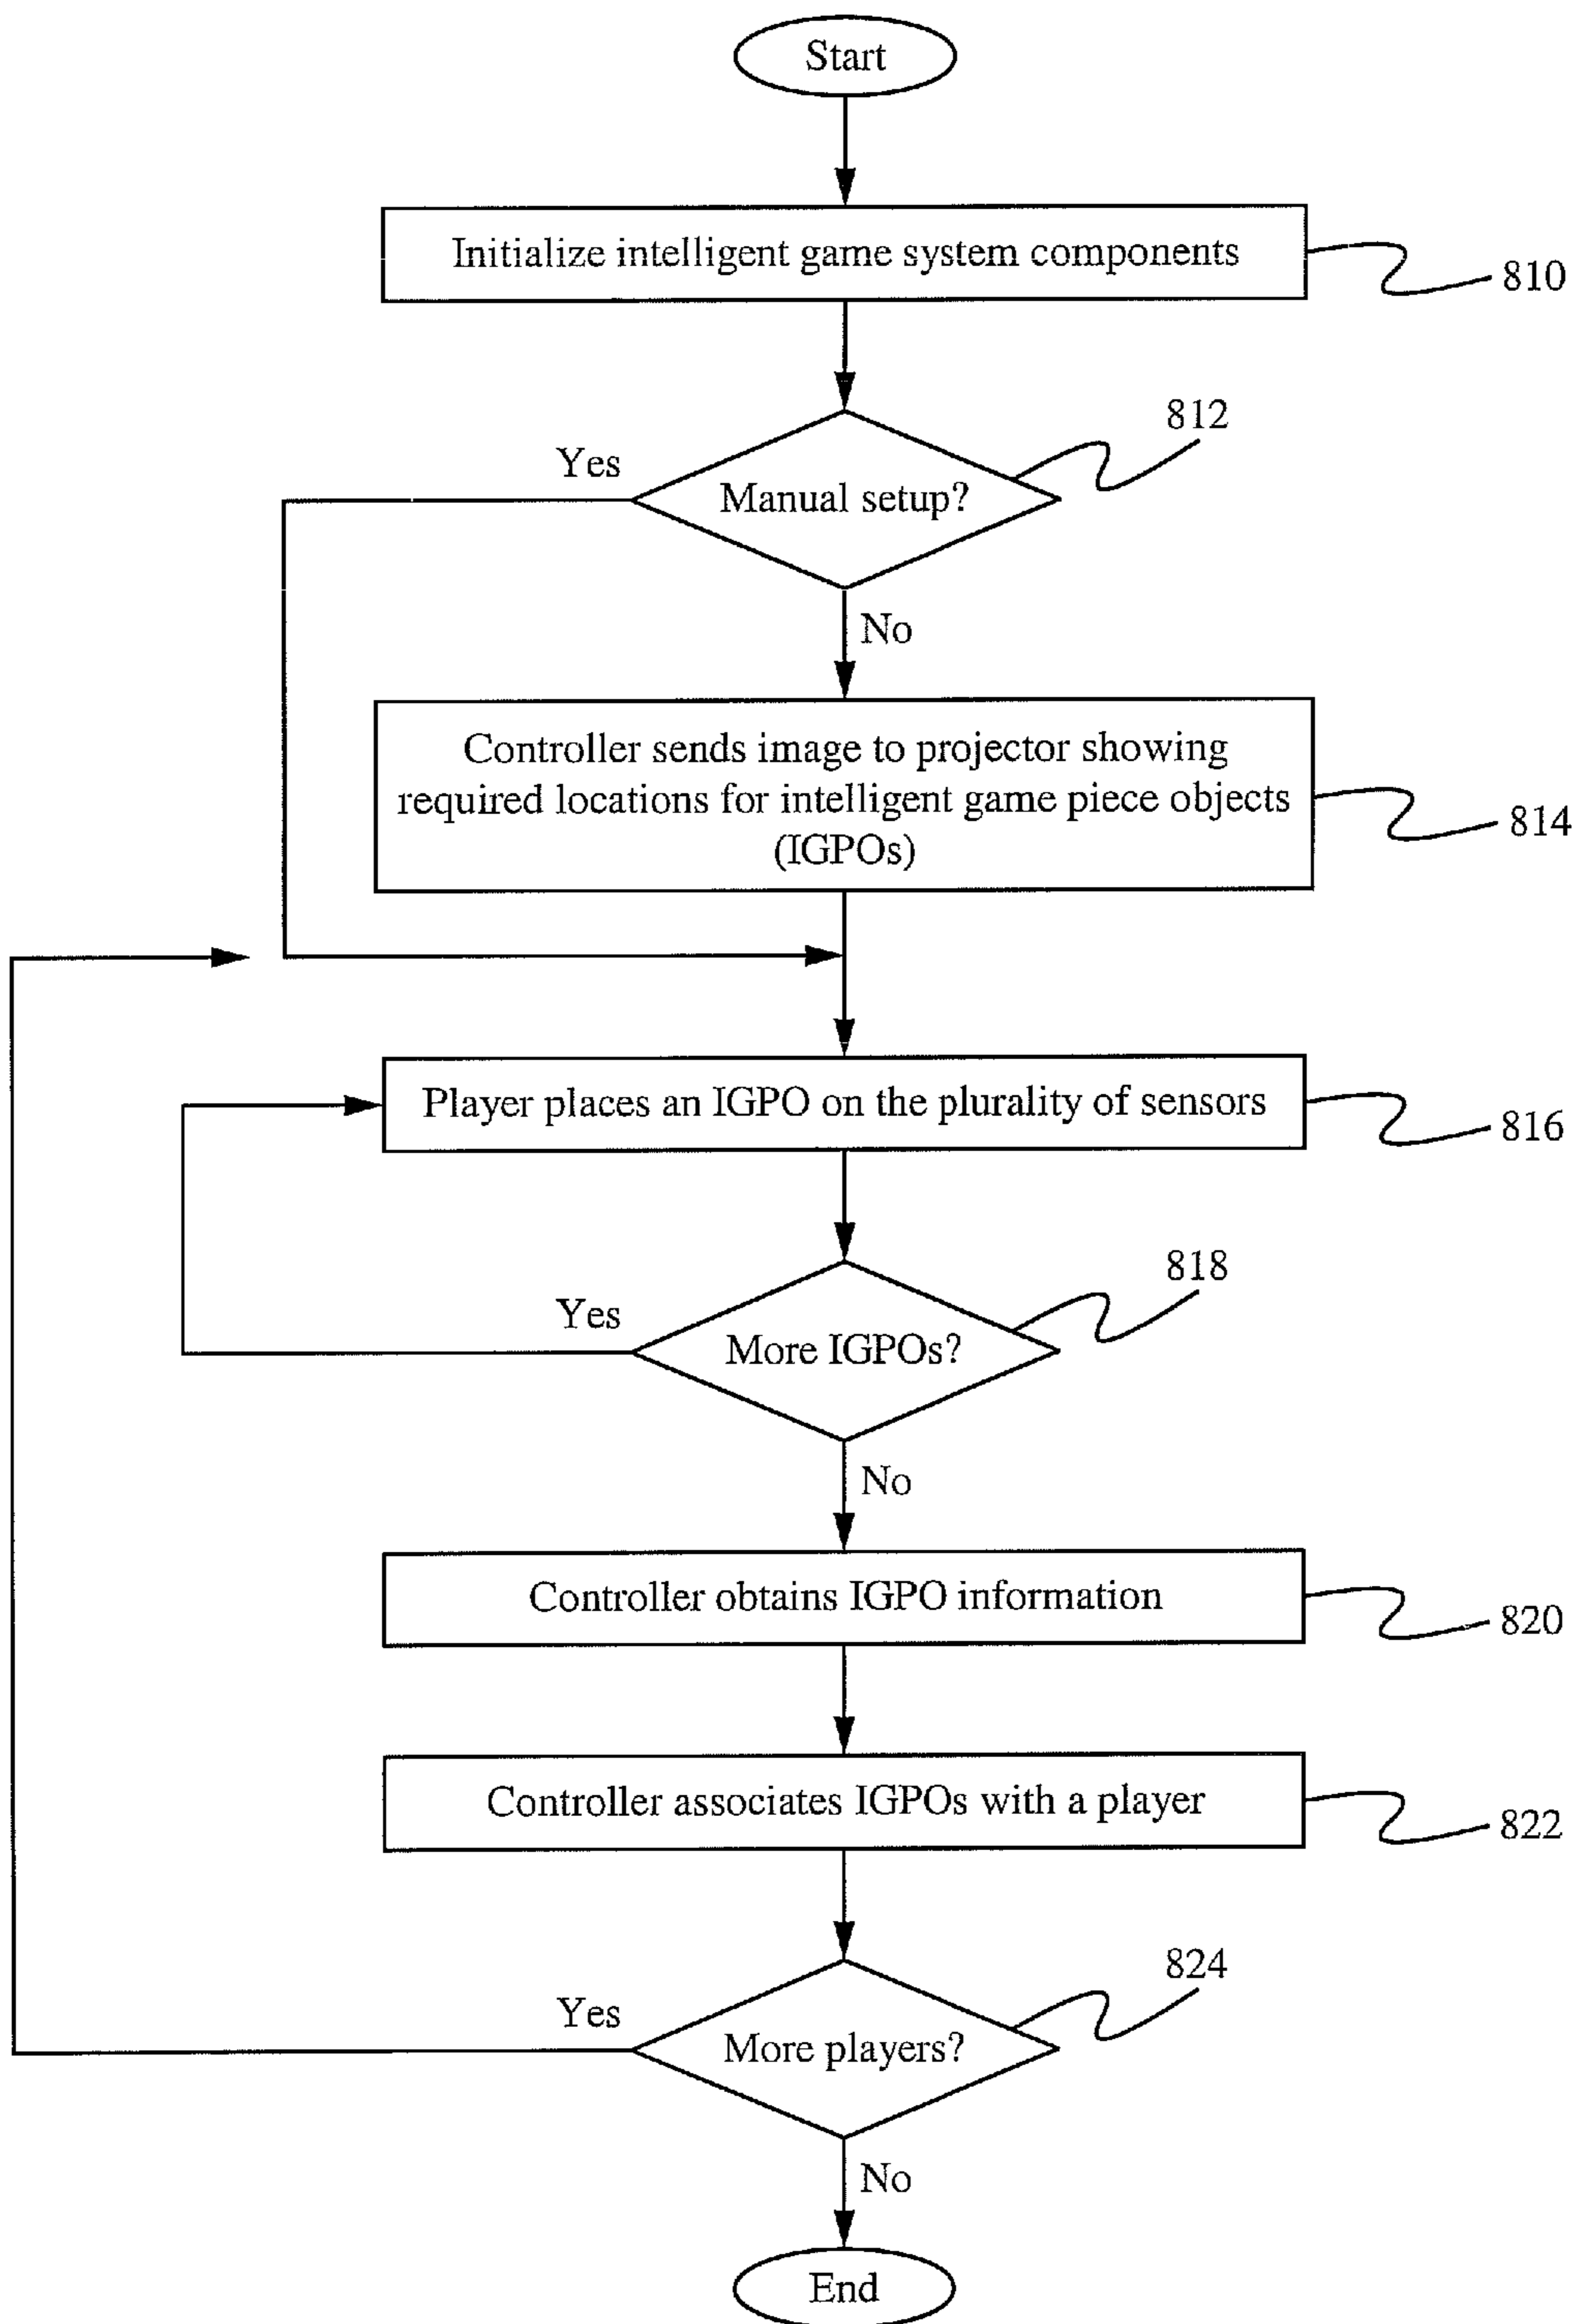 Start
Initialize intelligent game system components
810
812
Yes
Manual setup?
No
Controller sends image to projector showing
required locations for intelligent game piece objects
(IGPOs)
814
Player places an IGPO on the plurality of sensors
816
818
Yes
More IGPOs?
No
Controller obtains IGPO information
820
Controller associates IGPOs with a player
822
824
Yes
More players?
No
End